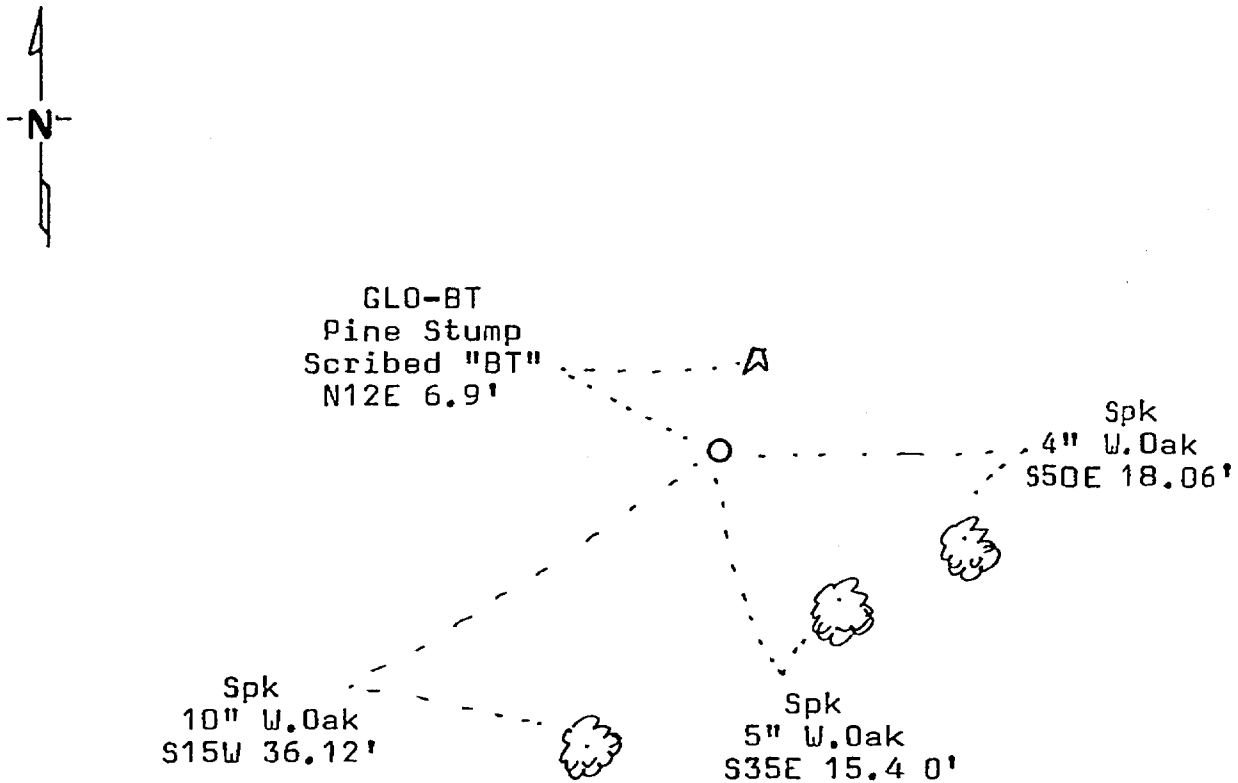 N
GLO-BT
Pine Stump
Scribed "BT"
N12E 6.9'
Spk
4" W.Oak
S50E 18.06'
Spk
10" W.Oak
S15W 36.12'
Spk
5" W.Oak
S35E 15.4 0'